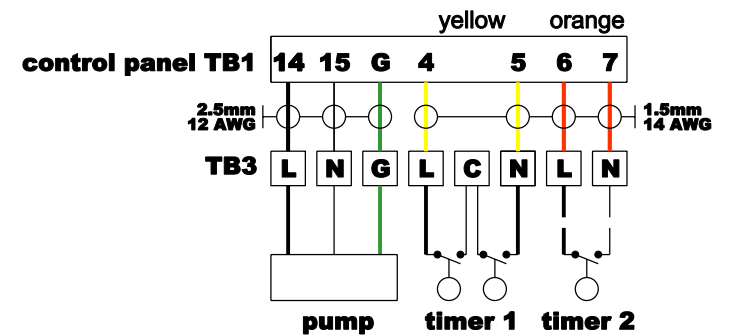 yellow orange
control panel TB1 14 15 G 4 5 6 7
2.5mm 1.5mm
12 AWG 14 AWG
TB3 L N G L C N L N
pump timer 1 timer 2